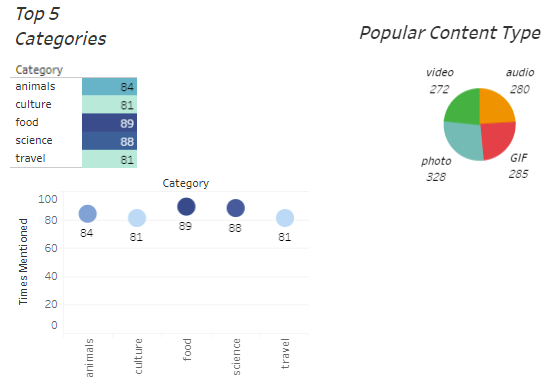 Top 5
Categories
Popular Content Type
Category
animals 84
culture 81
food 89
science 88
travel 81
video
272
audio
280
photo
328
GIF
285
Category
Times Mentioned
100
80
60
40
20
0
84
81
89
88
81
animals
culture
food
science
travel